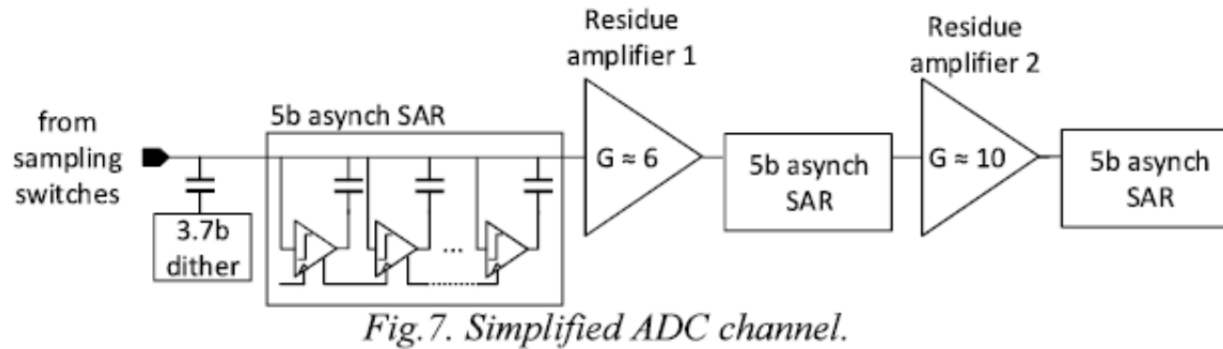 Residue
amplifier 1
Residue
amplifier 2
from
sampling
switches
5b asynch SAR
3.7b
dither
...
G ≈ 6
5b asynch
SAR
G ≈ 10
5b asynch
SAR
Fig.7. Simplified ADC channel.